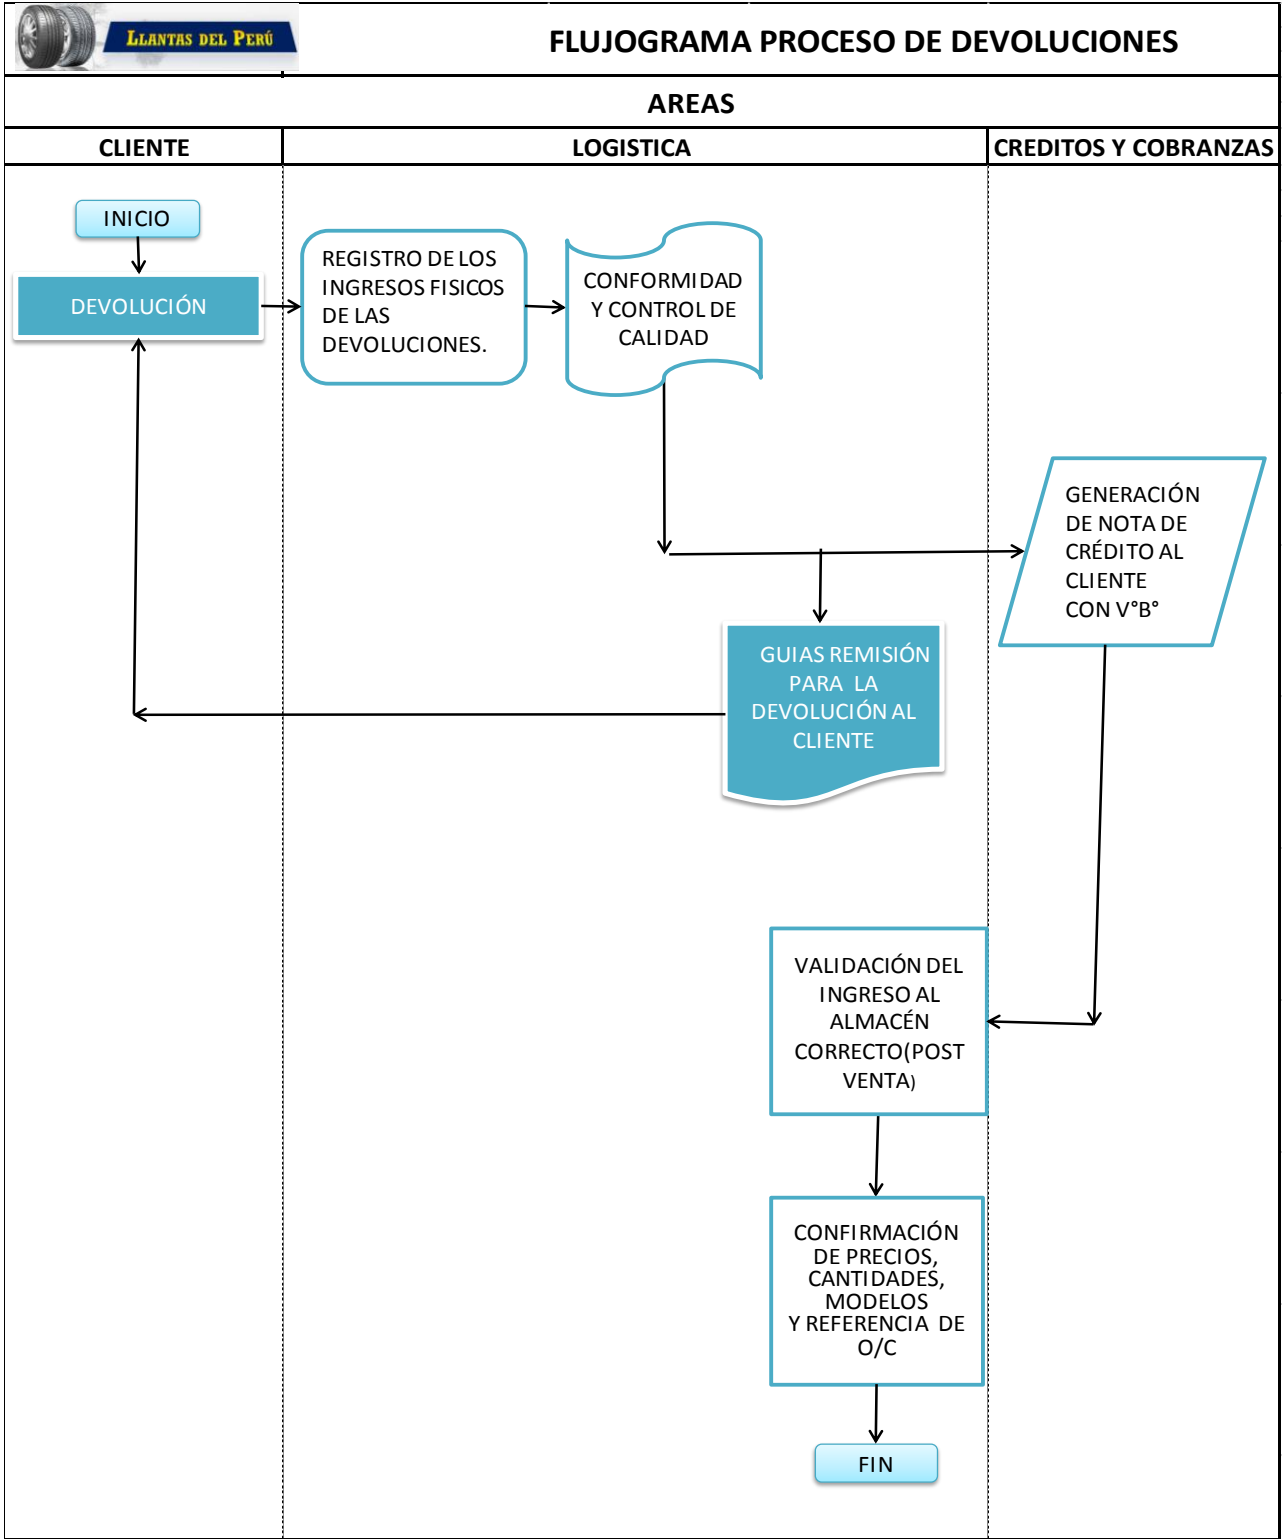 LLANTAS DEL PERÚ
FLUJOGRAMA PROCESO DE DEVOLUCIONES
AREAS
CLIENTE
LOGISTICA
CREDITOS Y COBRANZAS
INICIO
DEVOLUCIÓN
REGISTRO DE LOS
INGRESOS FISICOS
DE LAS
DEVOLUCIONES.
CONFORMIDAD
Y CONTROL DE
CALIDAD
GENERACIÓN
DE NOTA DE
CRÉDITO AL
CLIENTE
CON V°B°
GUIAS REMISIÓN
PARA LA
DEVOLUCIÓN AL
CLIENTE
VALIDACIÓN DEL
INGRESO AL
ALMACÉN
CORRECTO(POST
VENTA)
CONFIRMACIÓN
DE PRECIOS,
CANTIDADES,
MODELOS
Y REFERENCIA DE
O/C
FIN